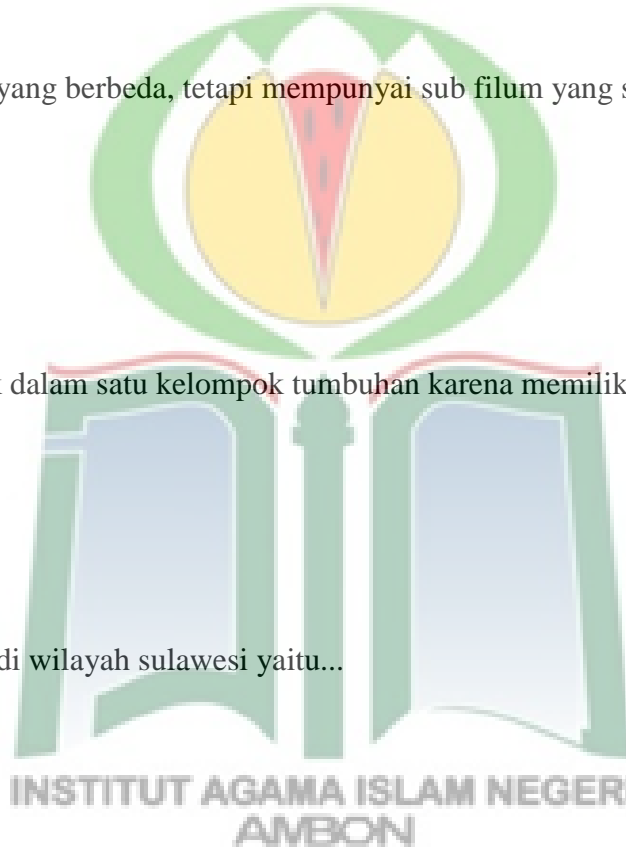 yang berbeda, tetapi mempunyai sub filum yang s
dalam satu kelompok tumbuhan karena memilik
di wilayah sulawesi yaitu...
INSTITUT AGAMA ISLAM NEGER
AMBON